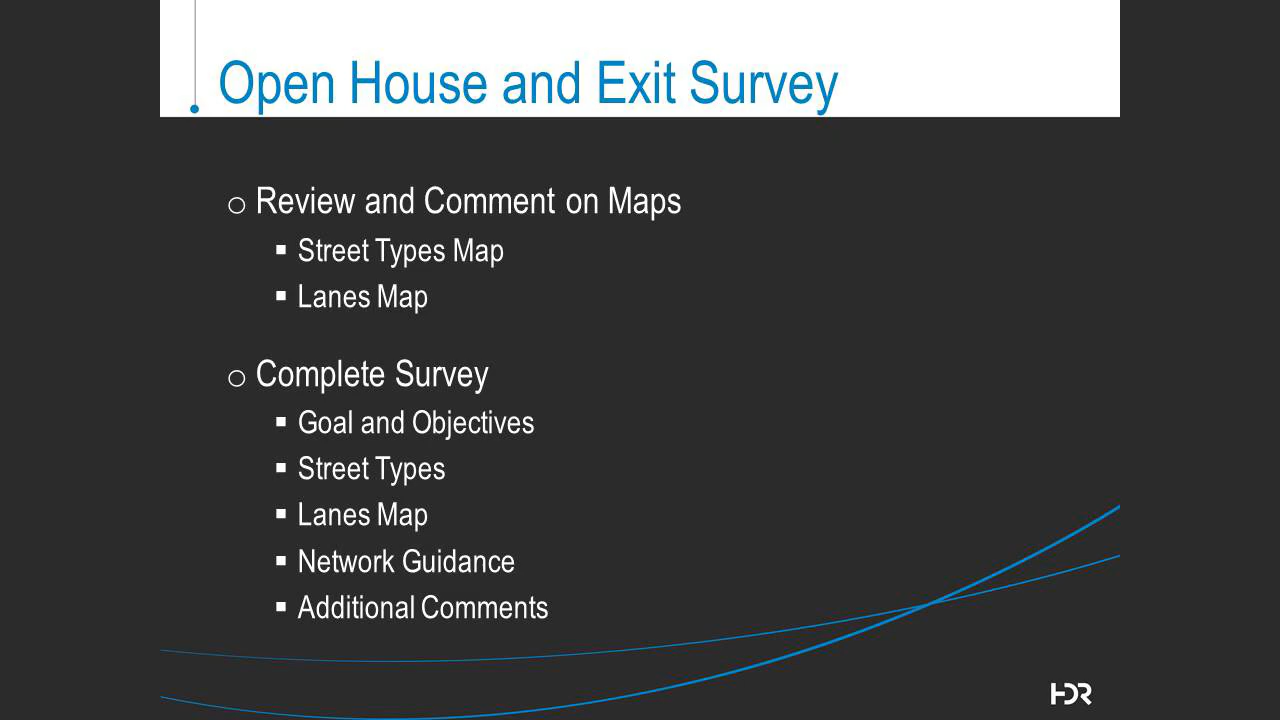 Open House and Exit Survey
Review and Comment on Maps
Street Types Map
Lanes Map
Complete Survey
Goal and Objectives
Street Types
Lanes Map
Network Guidance
Additional Comments
HDR